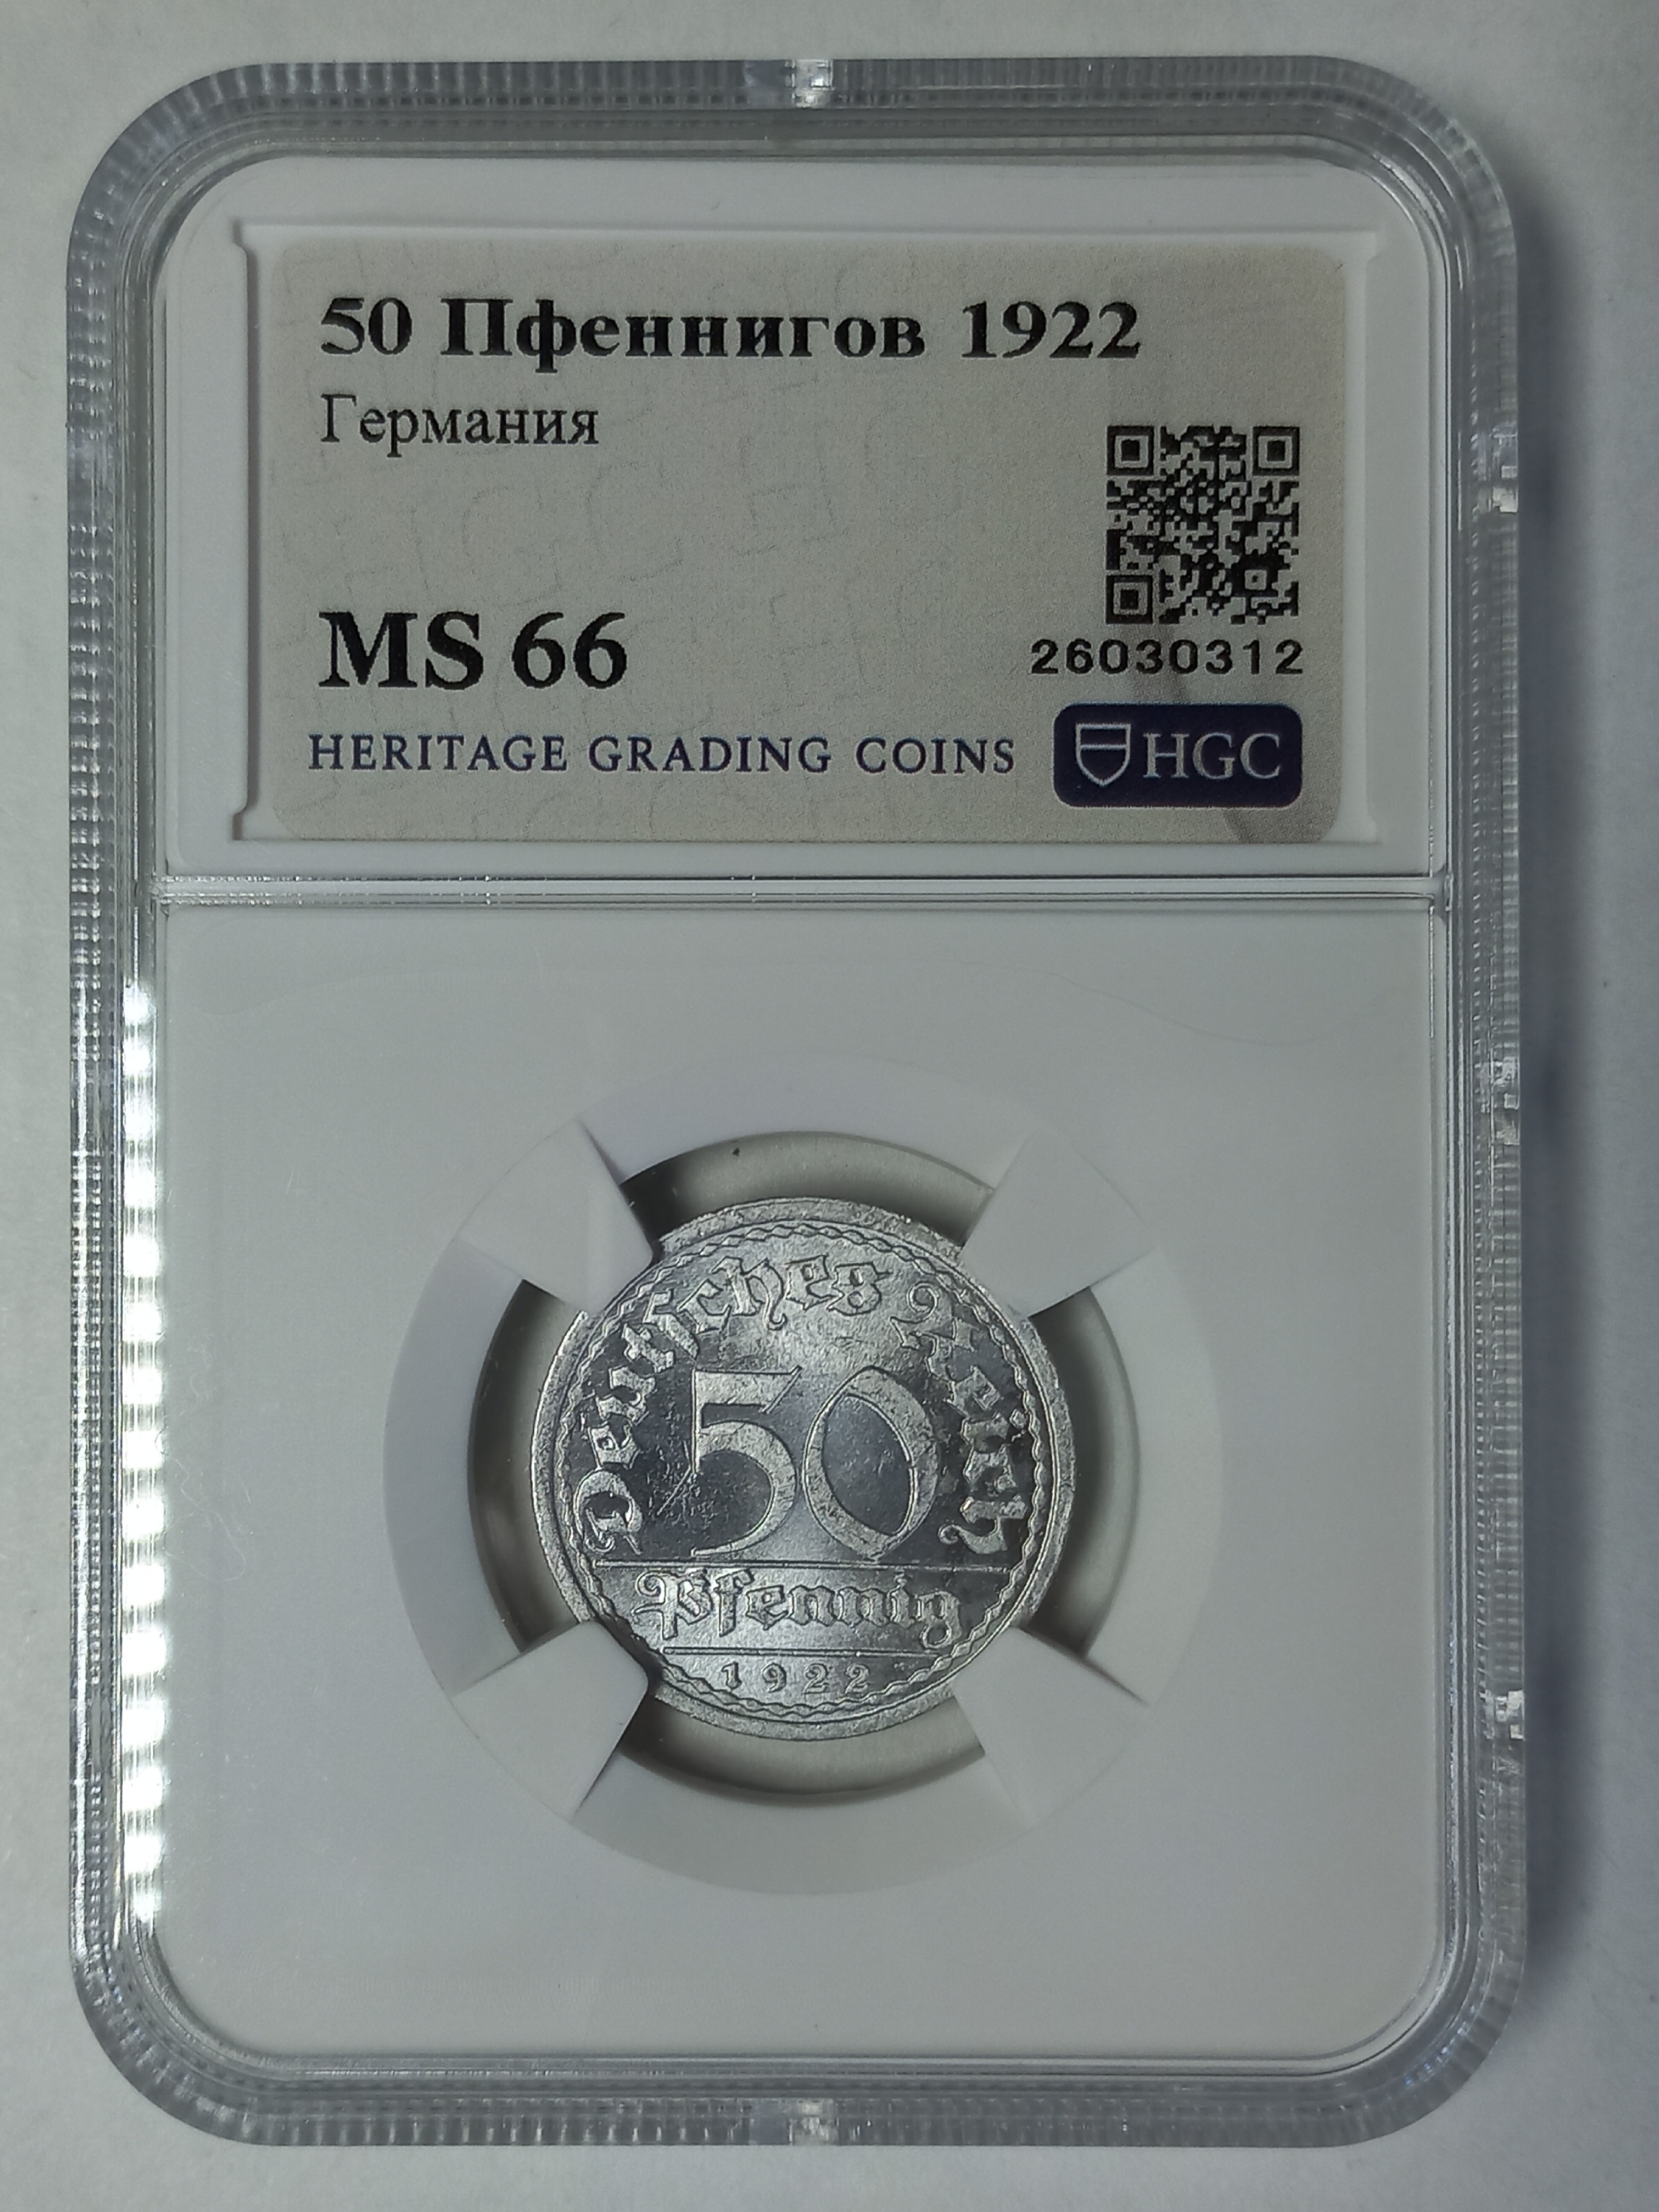 50 Пфеннигов 1922
Германия
MS 66
26030312
HERITAGE GRADING COINS HGC
Deutsches Reich
50
Pfennig
1922